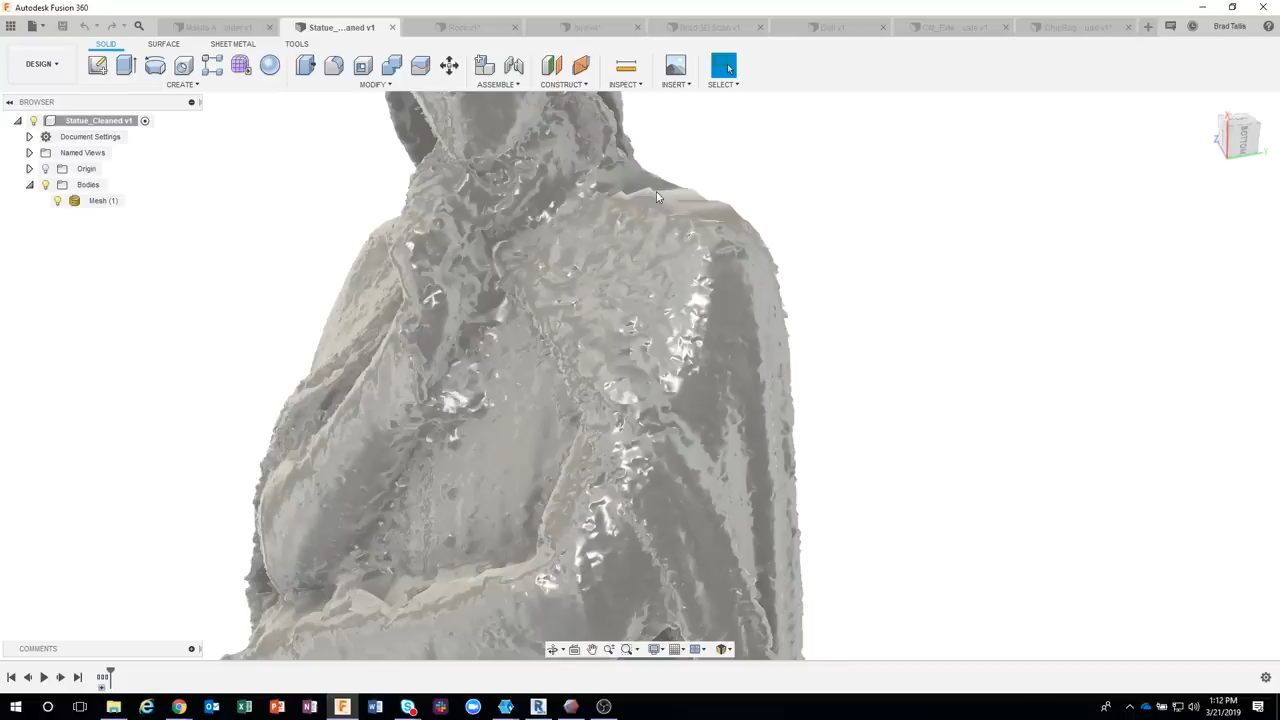 Autodesk Fusion 360
Statue_...aned v1
Brad Tallis
DESIGN
SOLID
SURFACE
SHEET METAL
TOOLS
CREATE
MODIFY
ASSEMBLE
CONSTRUCT
INSPECT
INSERT
SELECT
BROWSER
Statue_Cleaned v1
Document Settings
Named Views
Origin
Bodies
Mesh (1)
BOTTOM
COMMENTS
1:12 PM
3/21/2019